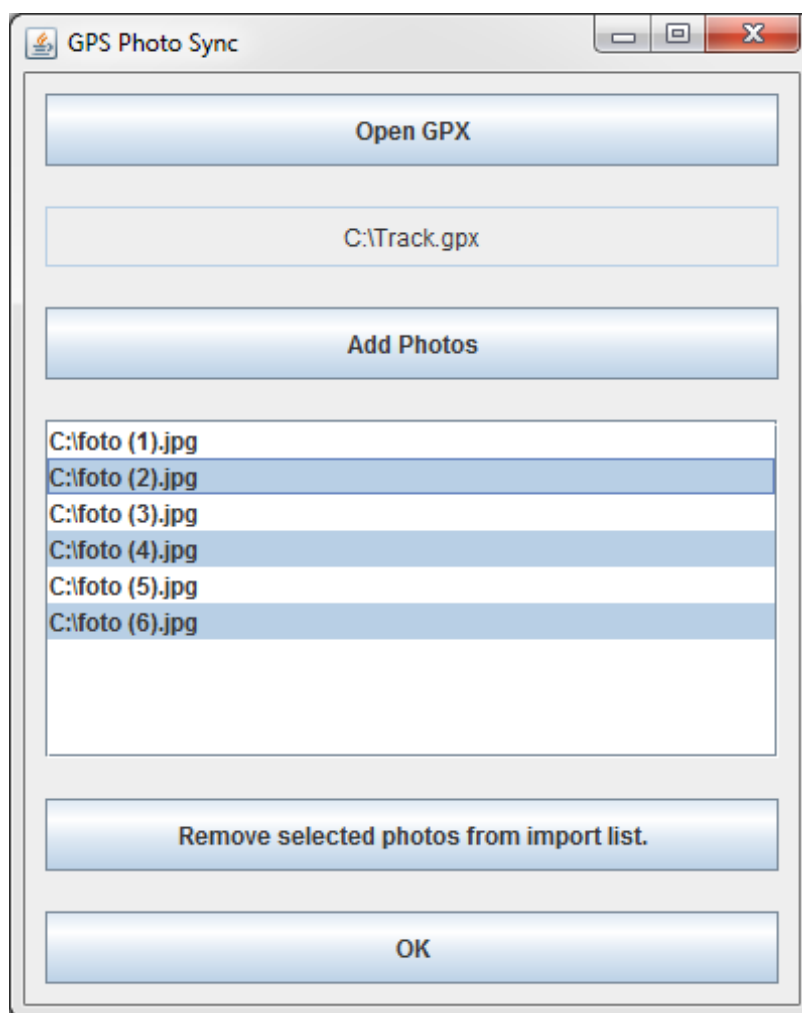 GPS Photo Sync
Open GPX
C:\Track.gpx
Add Photos
C:\foto (1).jpg
C:\foto (2).jpg
C:\foto (3).jpg
C:\foto (4).jpg
C:\foto (5).jpg
C:\foto (6).jpg
Remove selected photos from import list.
OK